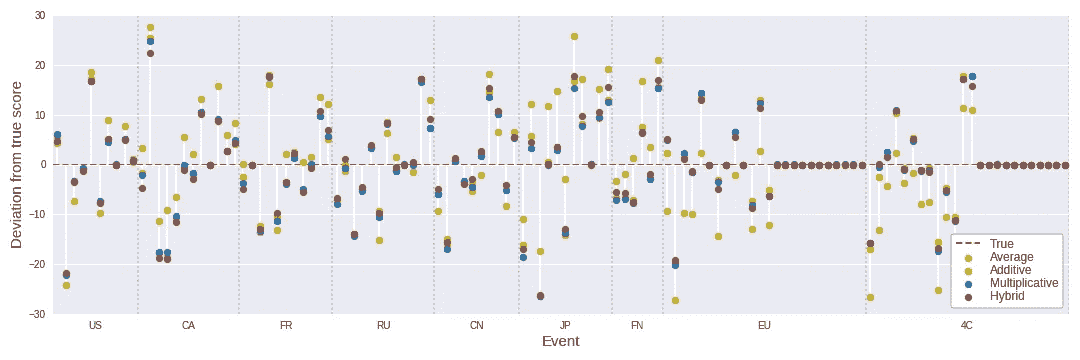 30
20
10
0
−10
−20
−30
Deviation from true score
US CA FR RU CN JP FN EU 4C
Event
True
Average
Additive
Multiplicative
Hybrid